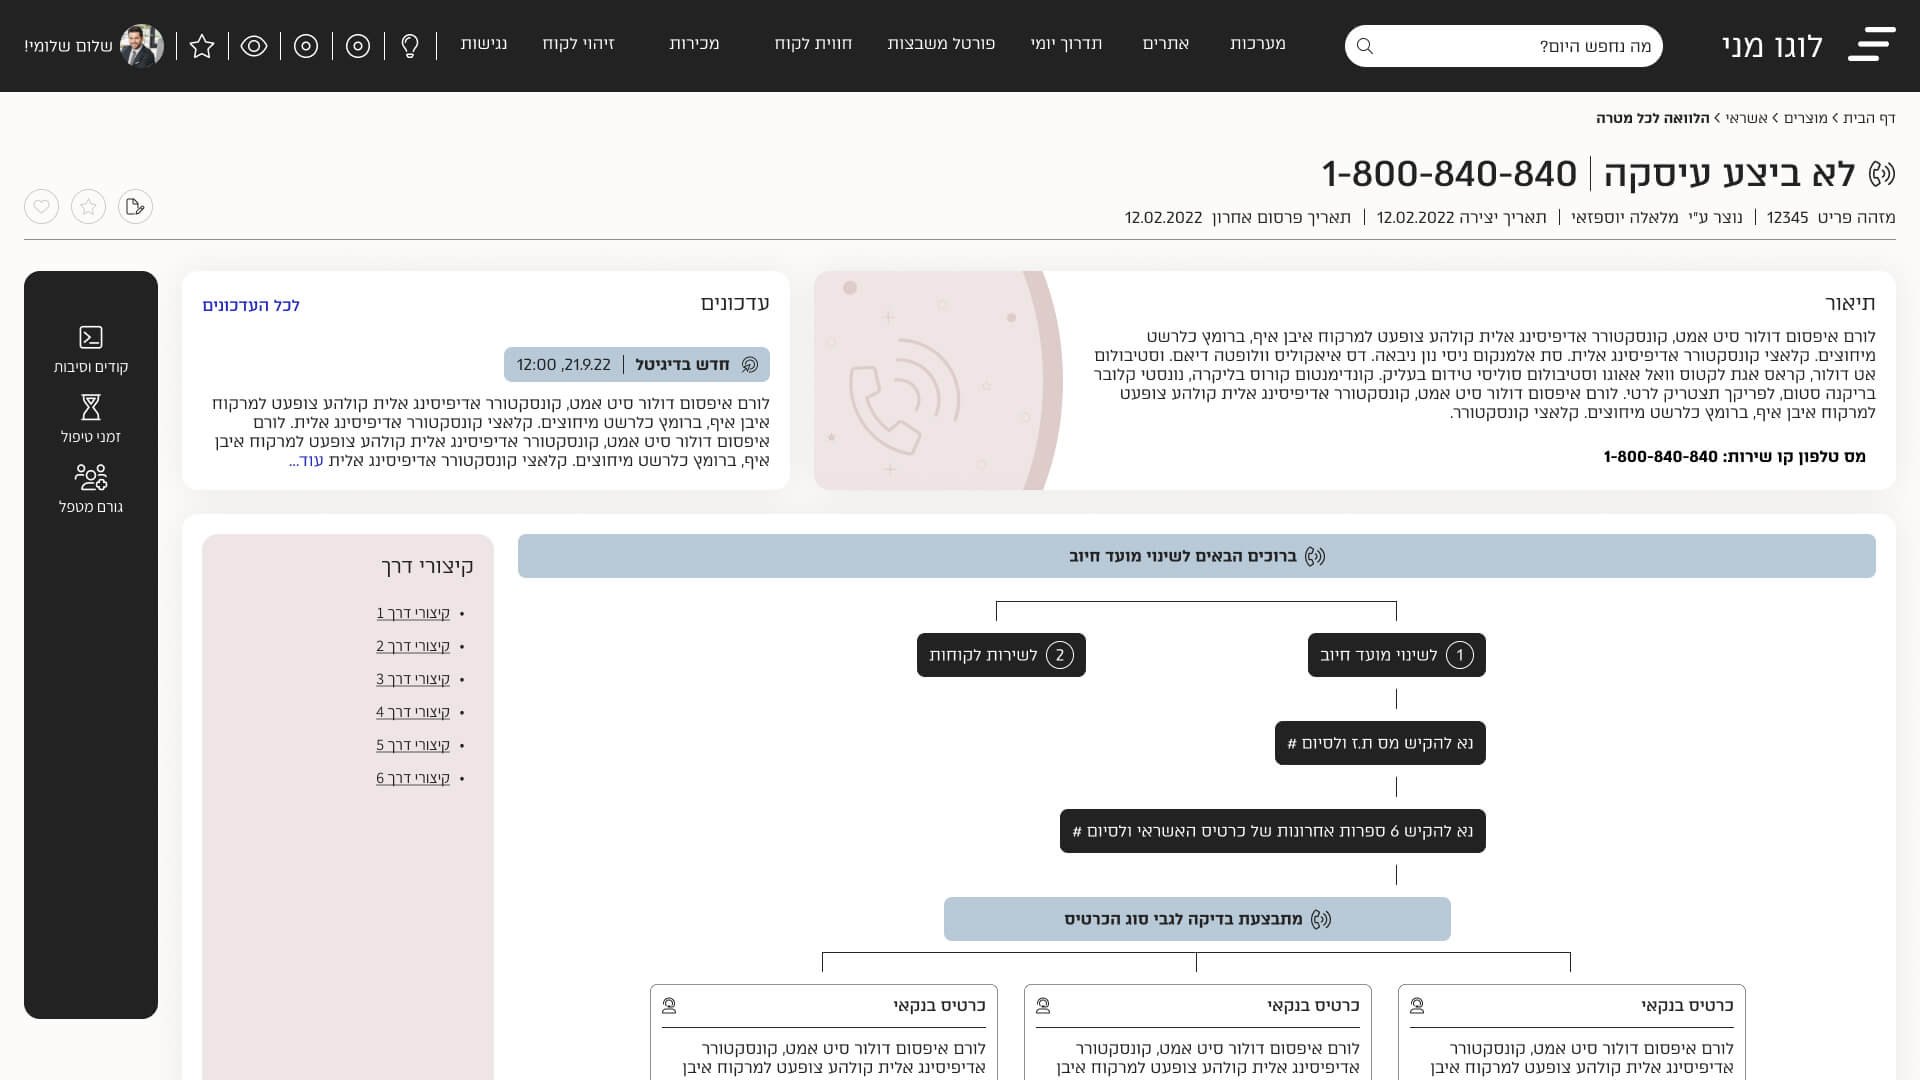 לוגו מני
מה נחפש היום?
מערכות
אתרים
תדרוך יומי
פורטל משבצות
חווית לקוח
מכירות
זיהוי לקוח
נגישות
שלום שלומי!
דף הבית > מוצרים > אשראי > הלוואה לכל מטרה
לא ביצע עיסקה | 1-800-840-840
מזהה פריט 12345 | נוצר ע"י מלאלה יוספזאי | תאריך יצירה 12.02.2022 | תאריך פרסום אחרון 12.02.2022
תיאור
לורם איפסום דולור סיט אמט, קונסקטורר אדיפיסינג אלית קולהע צופעט למרקוח איבן איף, ברומץ כלרשט
מיחוצים. קלאצי קונסקטורר אדיפיסינג אלית. סת אלמנקום ניסי נון ניבאה. דס איאקוליס וולופטה דיאם. וסטיבולום
אט דולור, קראס אגת לקטוס וואל אאוגו וסטיבולום סוליסי טידום בעליק. קונדימנטום קורוס בליקרה, נונסטי קלובר
בריקנה סטום, לפריקך תצטריק לרטי. לורם איפסום דולור סיט אמט, קונסקטורר אדיפיסינג אלית קולהע צופעט
למרקוח איבן איף, ברומץ כלרשט מיחוצים. קלאצי קונסקטורר.
מס טלפון קו שירות: 1-800-840-840
עדכונים
לכל העדכונים
חדש בדיגיטל | 21.9.22, 12:00
לורם איפסום דולור סיט אמט, קונסקטורר אדיפיסינג אלית קולהע צופעט למרקוח
איבן איף, ברומץ כלרשט מיחוצים. קלאצי קונסקטורר אדיפיסינג אלית. לורם
איפסום דולור סיט אמט, קונסקטורר אדיפיסינג אלית קולהע צופעט למרקוח איבן
איף, ברומץ כלרשט מיחוצים. קלאצי קונסקטורר אדיפיסינג אלית עוד...
קודים וסיבות
זמני טיפול
גורם מטפל
ברוכים הבאים לשינוי מועד חיוב
1 לשינוי מועד חיוב
2 לשירות לקוחות
נא להקיש מס ת.ז ולסיום #
נא להקיש 6 ספרות אחרונות של כרטיס האשראי ולסיום #
מתבצעת בדיקה לגבי סוג הכרטיס
כרטיס בנקאי
לורם איפסום דולור סיט אמט, קונסקטורר
אדיפיסינג אלית קולהע צופעט למרקוח איבן
כרטיס בנקאי
לורם איפסום דולור סיט אמט, קונסקטורר
אדיפיסינג אלית קולהע צופעט למרקוח איבן
כרטיס בנקאי
לורם איפסום דולור סיט אמט, קונסקטורר
אדיפיסינג אלית קולהע צופעט למרקוח איבן
קיצורי דרך
• קיצורי דרך 1
• קיצורי דרך 2
• קיצורי דרך 3
• קיצורי דרך 4
• קיצורי דרך 5
• קיצורי דרך 6